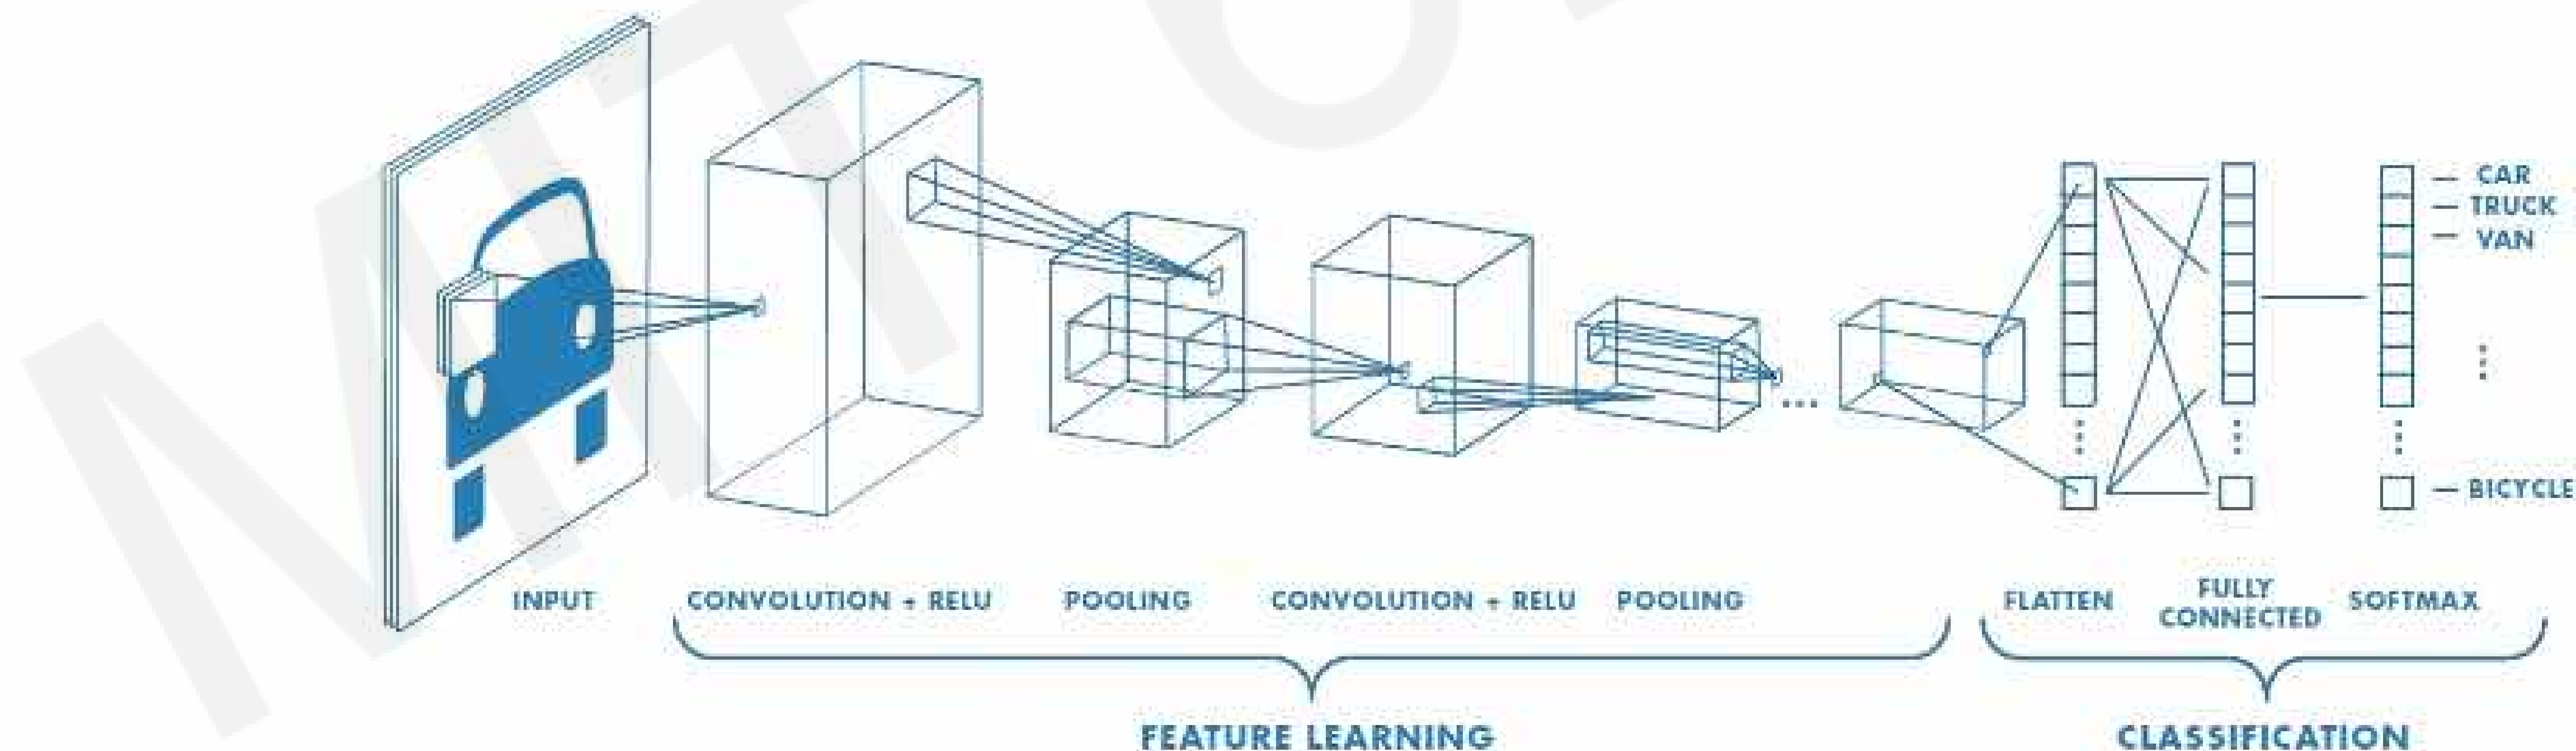 CAR
TRUCK
VAN
BICYCLE
INPUT
CONVOLUTION + RELU
POOLING
CONVOLUTION + RELU
POOLING
FLATTEN
FULLY
CONNECTED
SOFTMAX
FEATURE LEARNING
CLASSIFICATION